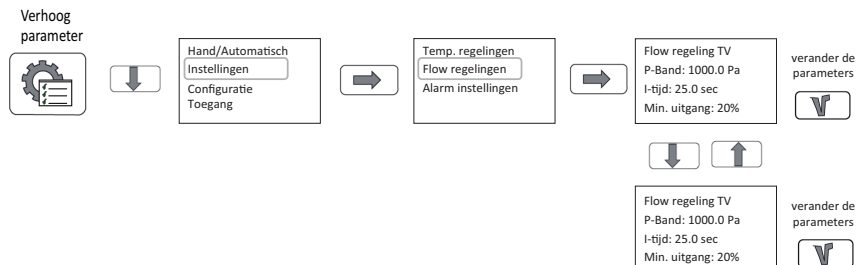 Verhoog
parameter
Hand/Automatisch
Instellingen
Configuratie
Toegang
Temp. regelingen
Flow regelingen
Alarm instellingen
Flow regeling TV
P-Band: 1000.0 Pa
I-tijd: 25.0 sec
Min. uitgang: 20%
verander de
parameters
Flow regeling TV
P-Band: 1000.0 Pa
I-tijd: 25.0 sec
Min. uitgang: 20%
verander de
parameters